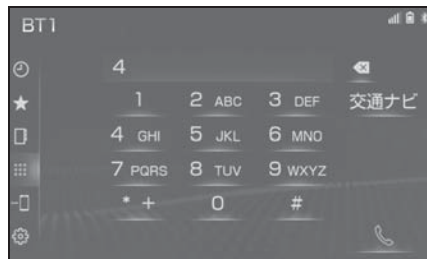 BT1
4
1 2 ABC 3 DEF 交通ナビ
4 GHI 5 JKL 6 MNO
7 PQRS 8 TUV 9 WXYZ
* + 0 #